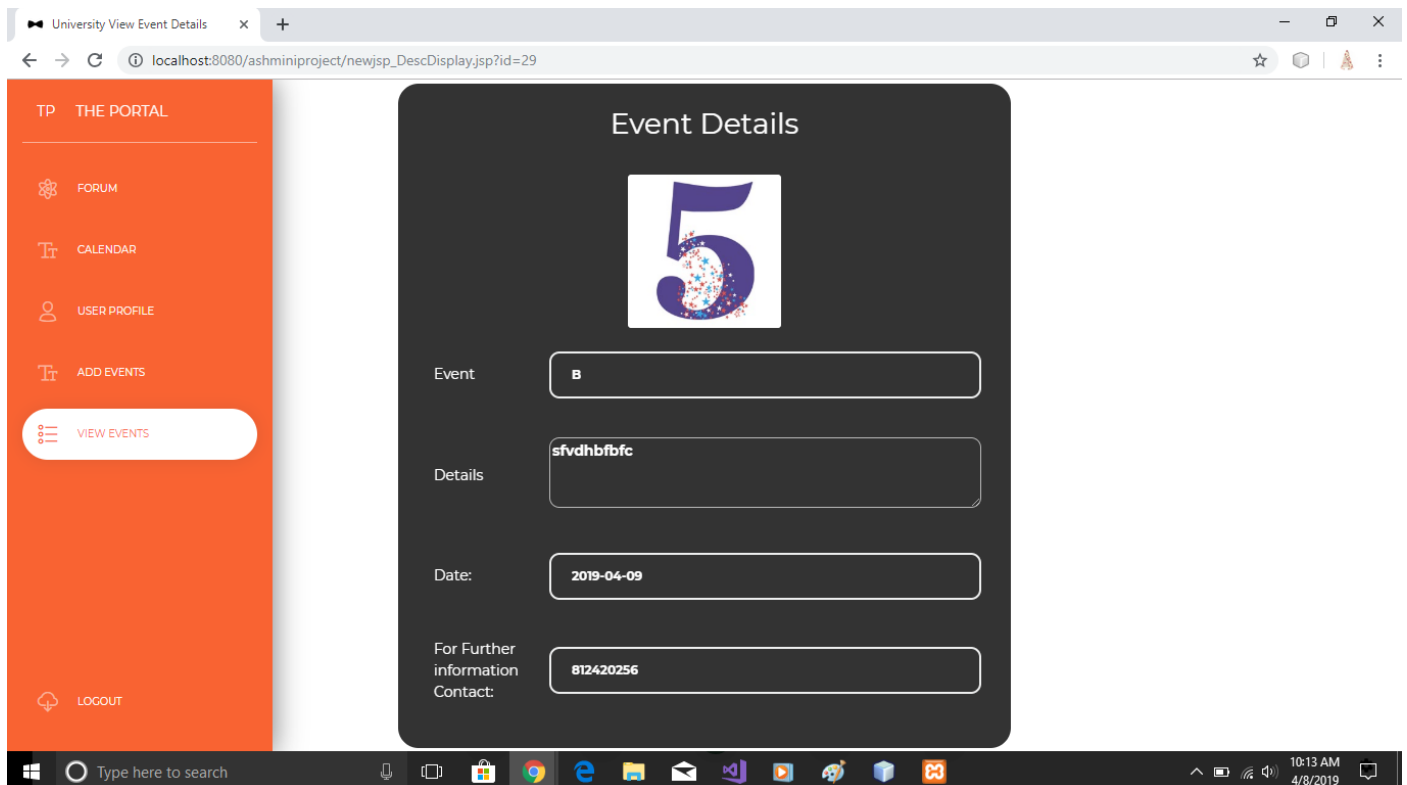 University View Event Details
localhost:8080/ashminiproject/newjsp_DescDisplay.jsp?id=29
TP THE PORTAL
FORUM
CALENDAR
USER PROFILE
ADD EVENTS
VIEW EVENTS
LOGOUT
Event Details
5
Event B
Details sfvdhbfbfc
Date: 2019-04-09
For Further
information
Contact: 812420256
Type here to search
10:13 AM
4/8/2019